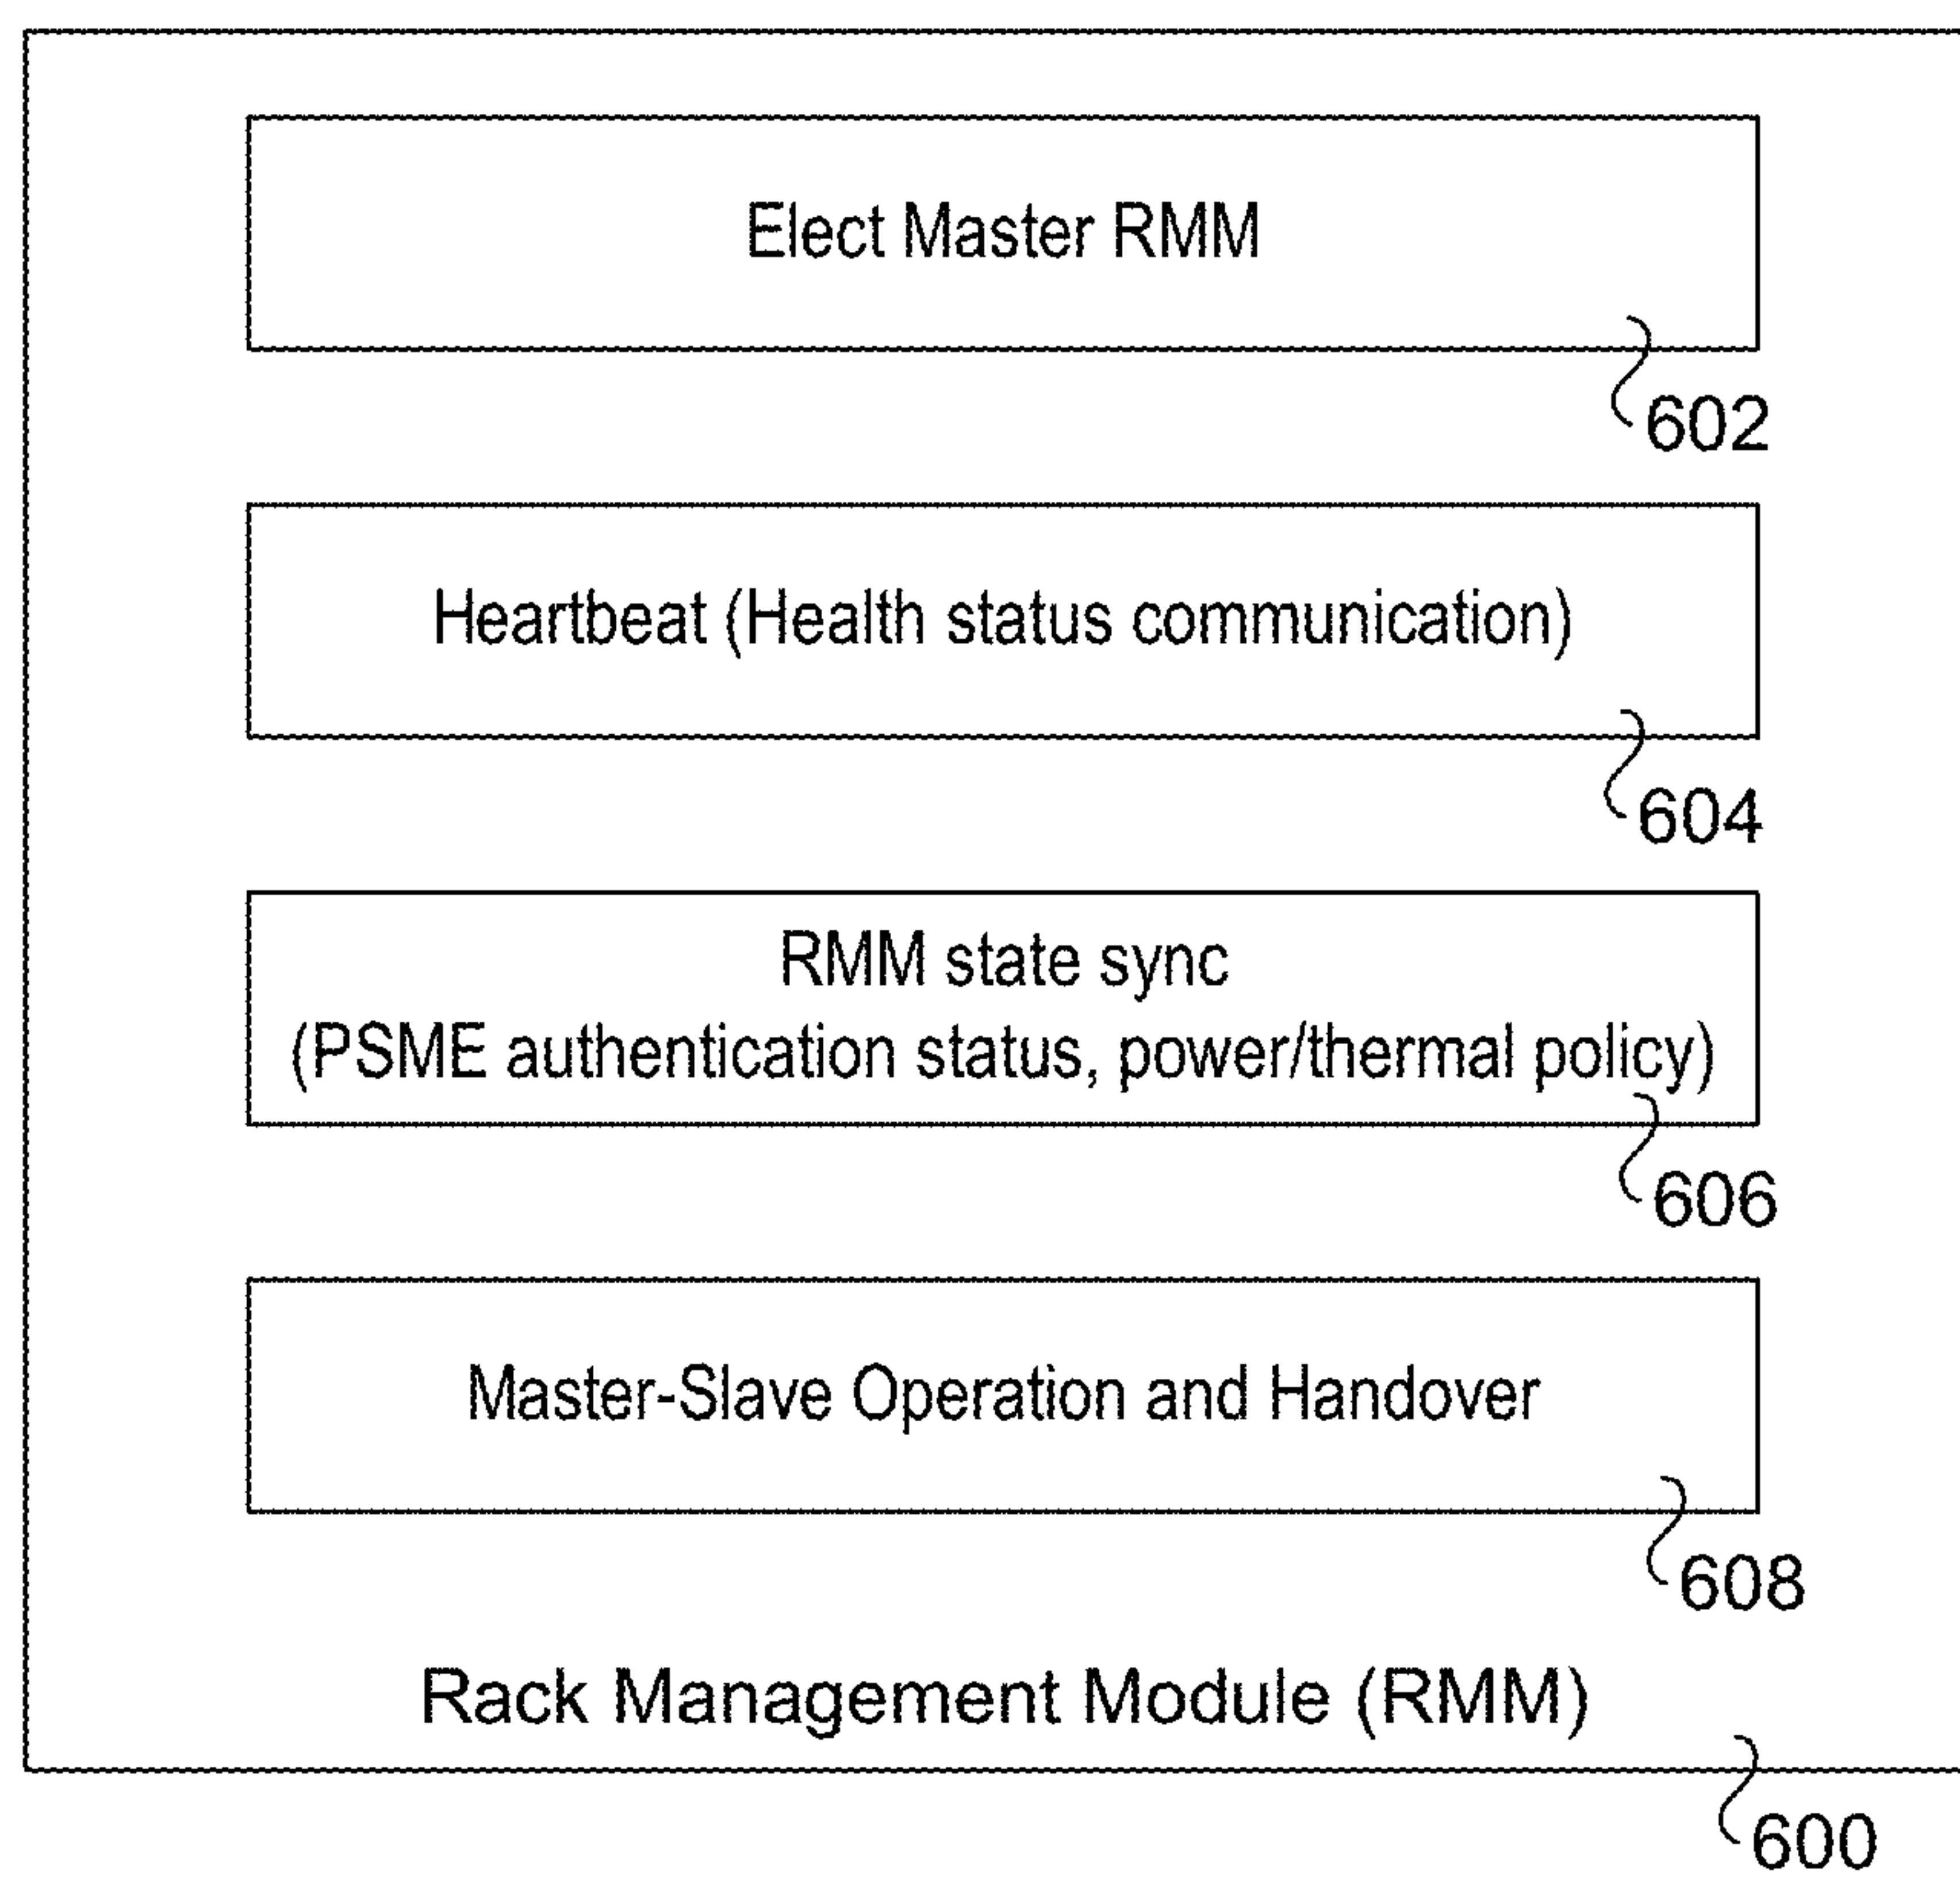 Elect Master RMM
602
Heartbeat (Health status communication)
604
RMM state sync
(PSME authentication status, power/thermal policy)
606
Master-Slave Operation and Handover
608
Rack Management Module (RMM)
600